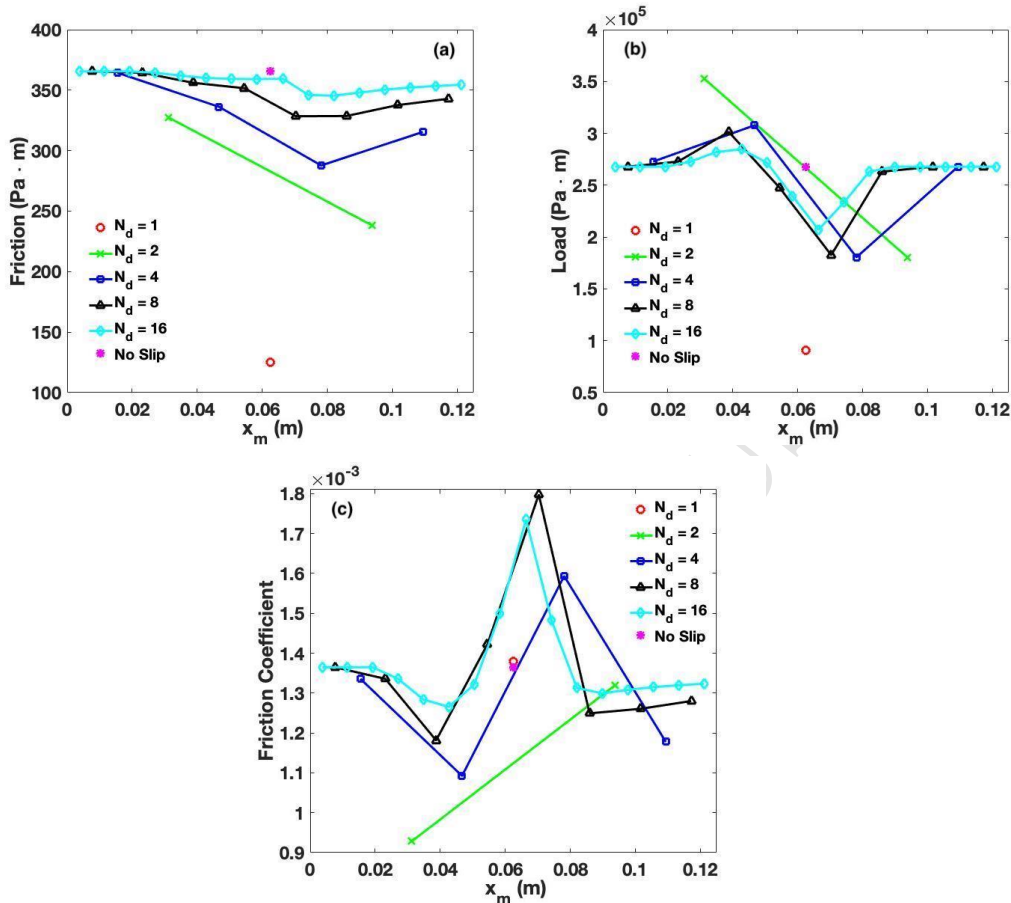 (a)
Friction (Pa · m)
400
350
300
250
200
150
100
N_d = 1
N_d = 2
N_d = 4
N_d = 8
N_d = 16
No Slip
0 0.02 0.04 0.06 0.08 0.1 0.12
x_m (m)
×10^5
(b)
Load (Pa · m)
4
3.5
3
2.5
2
1.5
1
0.5
N_d = 1
N_d = 2
N_d = 4
N_d = 8
N_d = 16
No Slip
0 0.02 0.04 0.06 0.08 0.1 0.12
x_m (m)
×10^-3
(c)
Friction Coefficient
1.8
1.7
1.6
1.5
1.4
1.3
1.2
1.1
1
0.9
N_d = 1
N_d = 2
N_d = 4
N_d = 8
N_d = 16
No Slip
0 0.02 0.04 0.06 0.08 0.1 0.12
x_m (m)